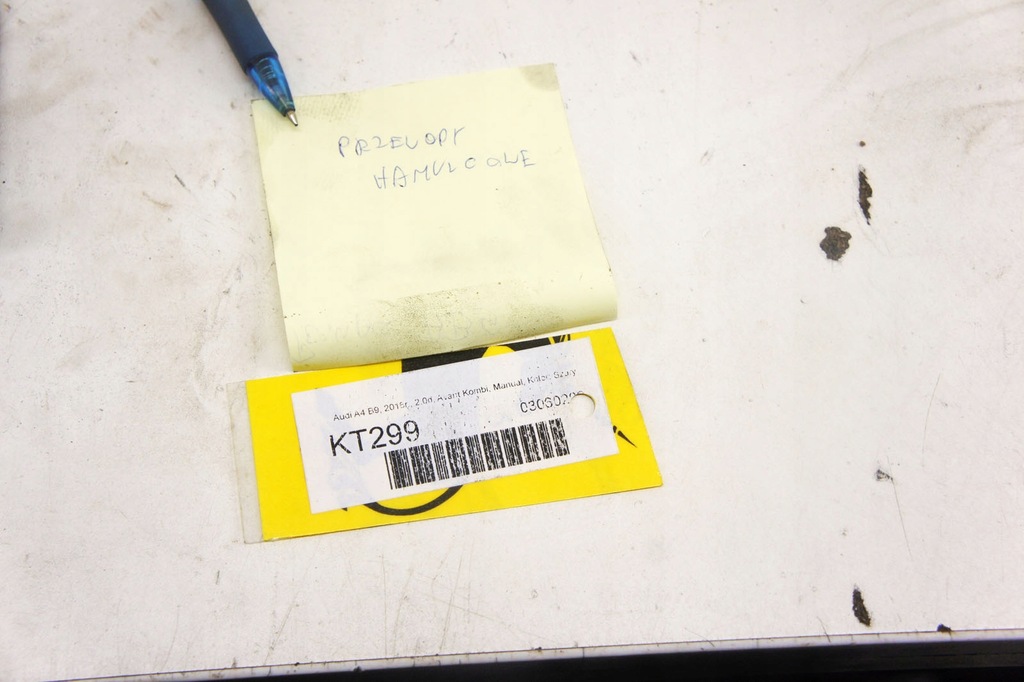 PRZEWODY
HAMULCOWE
Audi A4 B9, 2015r., 2.0d, Avant Kombi, Manual, Kolor: Szary
KT299